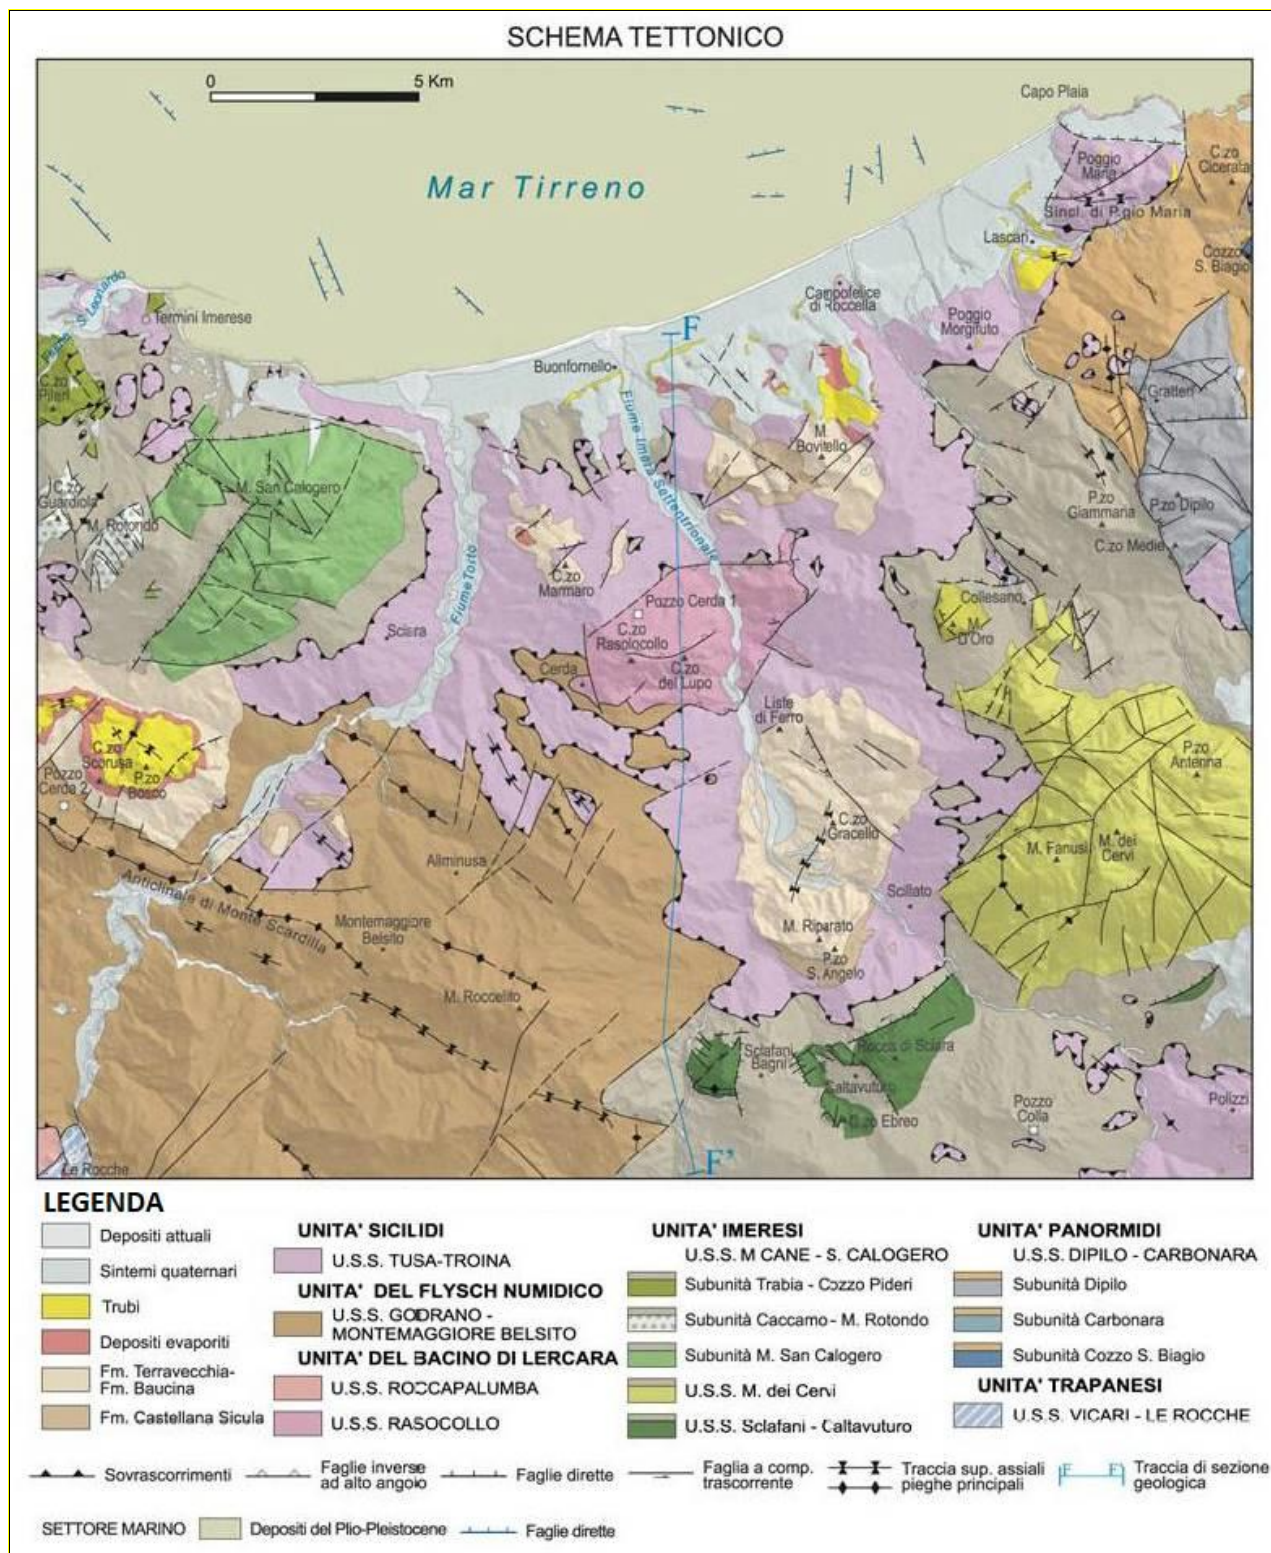 SCHEMA TETTONICO
0 5 Km
Capo Plaia
Mar Tirreno
Poggio
Maria
C.zo
Cicerala
Sincl. di P.gio Maria
Lascari
Cozzo
S. Biagio
S. Leonardo
Termini Imerese
Campofelice
di Roccella
Poggio
Morgifuto
F
Buonfornello
C.zo
Pileri
Gratteri
Fiume Imera Settentrionale
M.
Bovitello
M. San Calogero
C.zo
Guardiola
M. Rotondo
P.zo
Giammaria
P.zo Dipilo
C.zo Medie
Fiume Torto
C.zo
Marmaro
Pozzo Cerda 1
Collesano
Sciara
C.zo
Rasolocollo
M.
D'Oro
Cerda
C.zo
del Lupo
Liste
di Ferro
C.zo
Scorusa
P.zo
Bosco
Pozzo
Cerda 2
P.zo
Antenna
C.zo
Gracello
M. Fanusi
M. dei
Cervi
Aliminusa
Anticlinale di Monte Scardilla
Scillato
Montemaggiore
Belsito
M. Riparato
P.zo
S. Angelo
M. Roccelito
Sclafani
Bagni
Rocca di Sciara
Caltavuturo
C.zo Ebreo
Pozzo
Colla
Polizzi
Le Rocche
F'
LEGENDA
Depositi attuali
Sintemi quaternari
Trubi
Depositi evaporiti
Fm. Terravecchia-
Fm. Baucina
Fm. Castellana Sicula
UNITA' SICILIDI
U.S.S. TUSA-TROINA
UNITA' DEL FLYSCH NUMIDICO
U.S.S. GODRANO -
MONTEMAGGIORE BELSITO
UNITA' DEL BACINO DI LERCARA
U.S.S. ROCCAPALUMBA
U.S.S. RASOCOLLO
UNITA' IMERESI
U.S.S. M CANE - S. CALOGERO
Subunità Trabia - Cozzo Pideri
Subunità Caccamo - M. Rotondo
Subunità M. San Calogero
U.S.S. M. dei Cervi
U.S.S. Sclafani - Caltavuturo
UNITA' PANORMIDI
U.S.S. DIPILO - CARBONARA
Subunità Dipilo
Subunità Carbonara
Subunità Cozzo S. Biagio
UNITA' TRAPANESI
U.S.S. VICARI - LE ROCCHE
Sovrascorrimenti
Faglie inverse
ad alto angolo
Faglie dirette
Faglia a comp.
trascorrente
Traccia sup. assiali
pieghe principali
F F'
Traccia di sezione
geologica
SETTORE MARINO
Depositi del Plio-Pleistocene
Faglie dirette